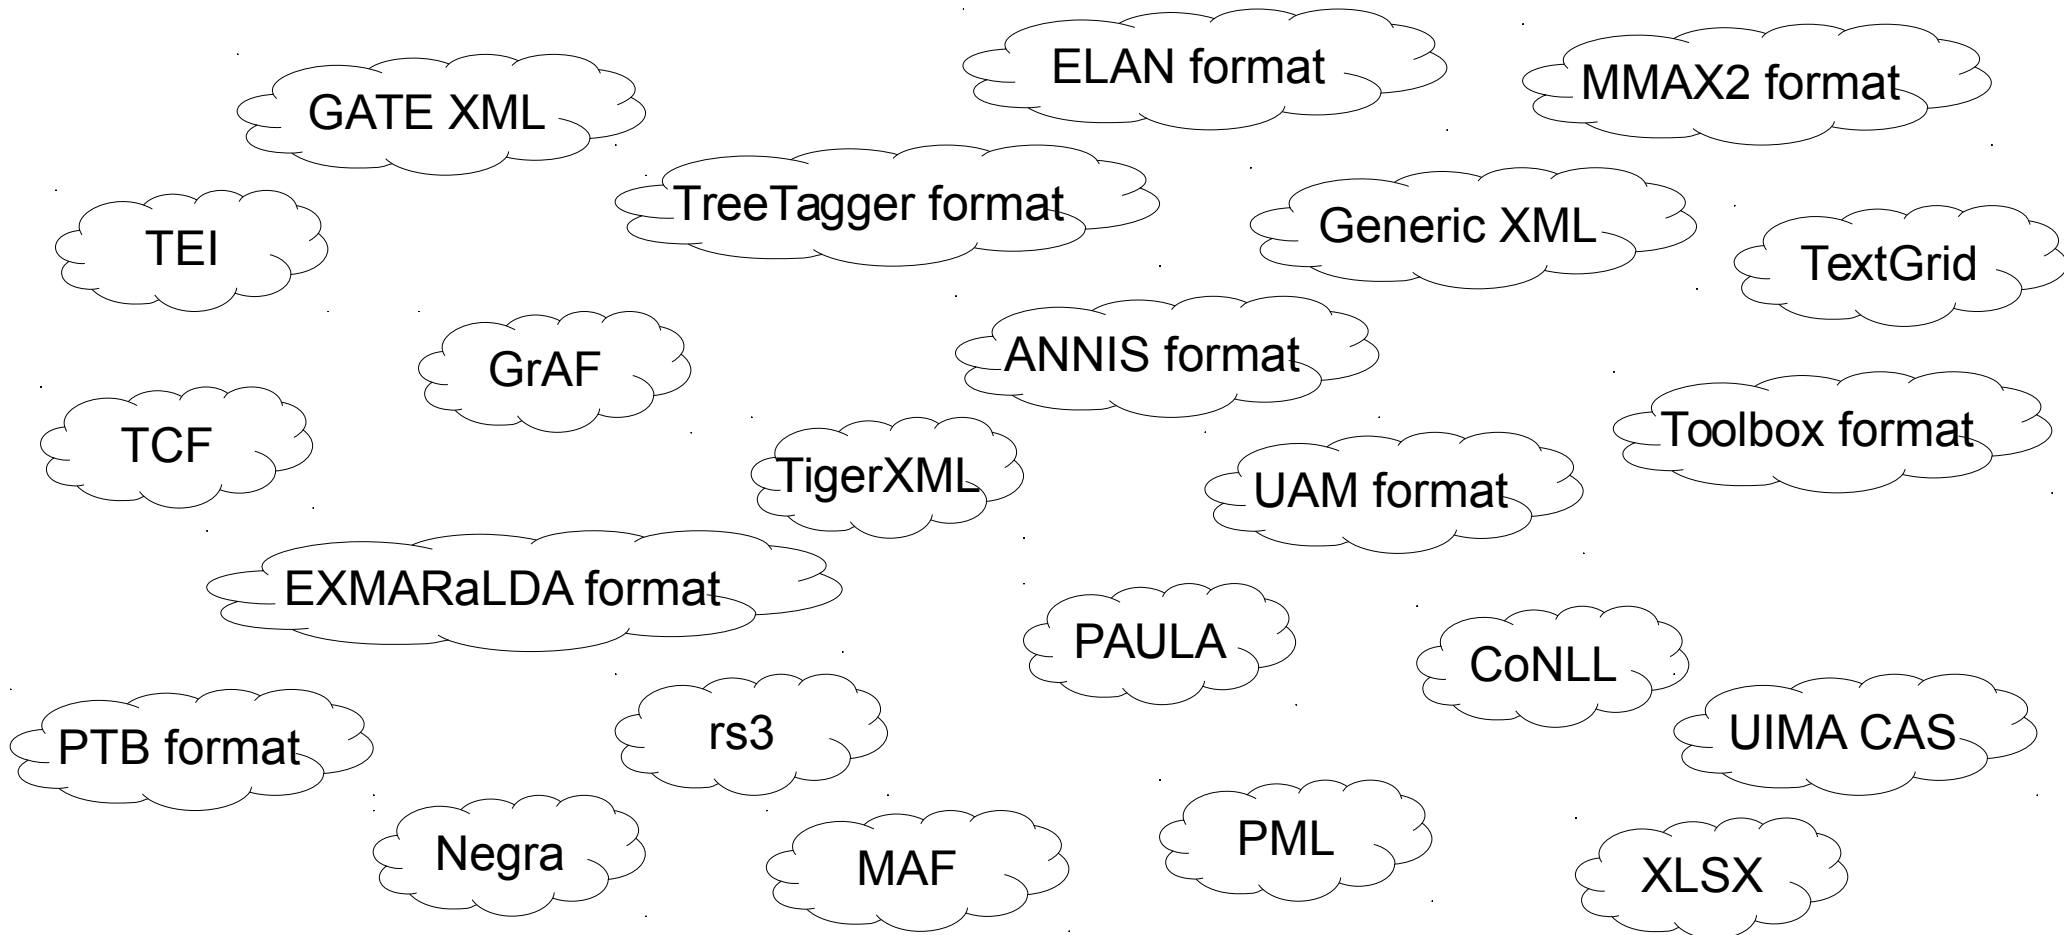 ELAN format
MMAX2 format
GATE XML
TreeTagger format
Generic XML
TEI
TextGrid
ANNIS format
GrAF
Toolbox format
TCF
TigerXML
UAM format
EXMARaLDA format
PAULA
CoNLL
rs3
UIMA CAS
PTB format
PML
Negra
MAF
XLSX